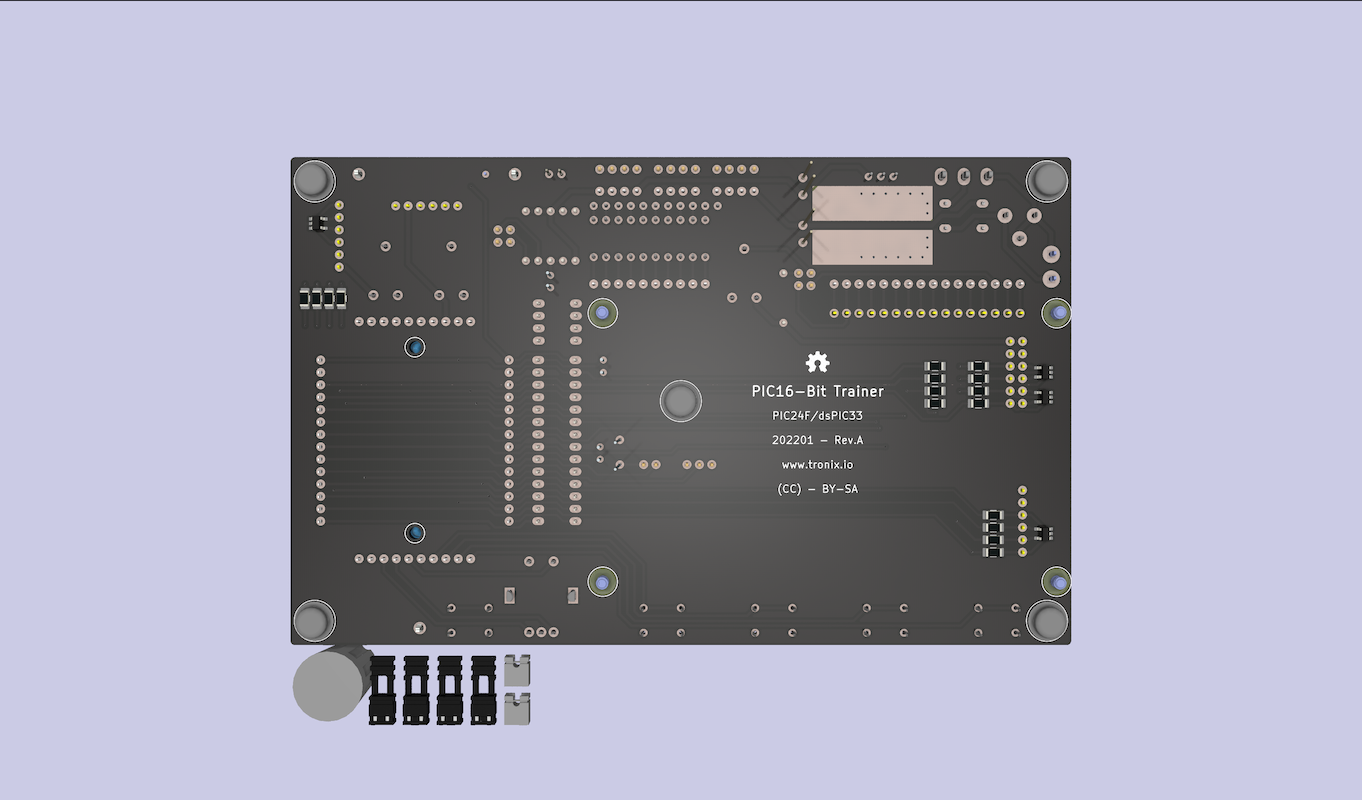 PIC16-Bit Trainer
PIC24F/dsPIC33
202201 - Rev.A
www.tronix.io
(CC) - BY-SA